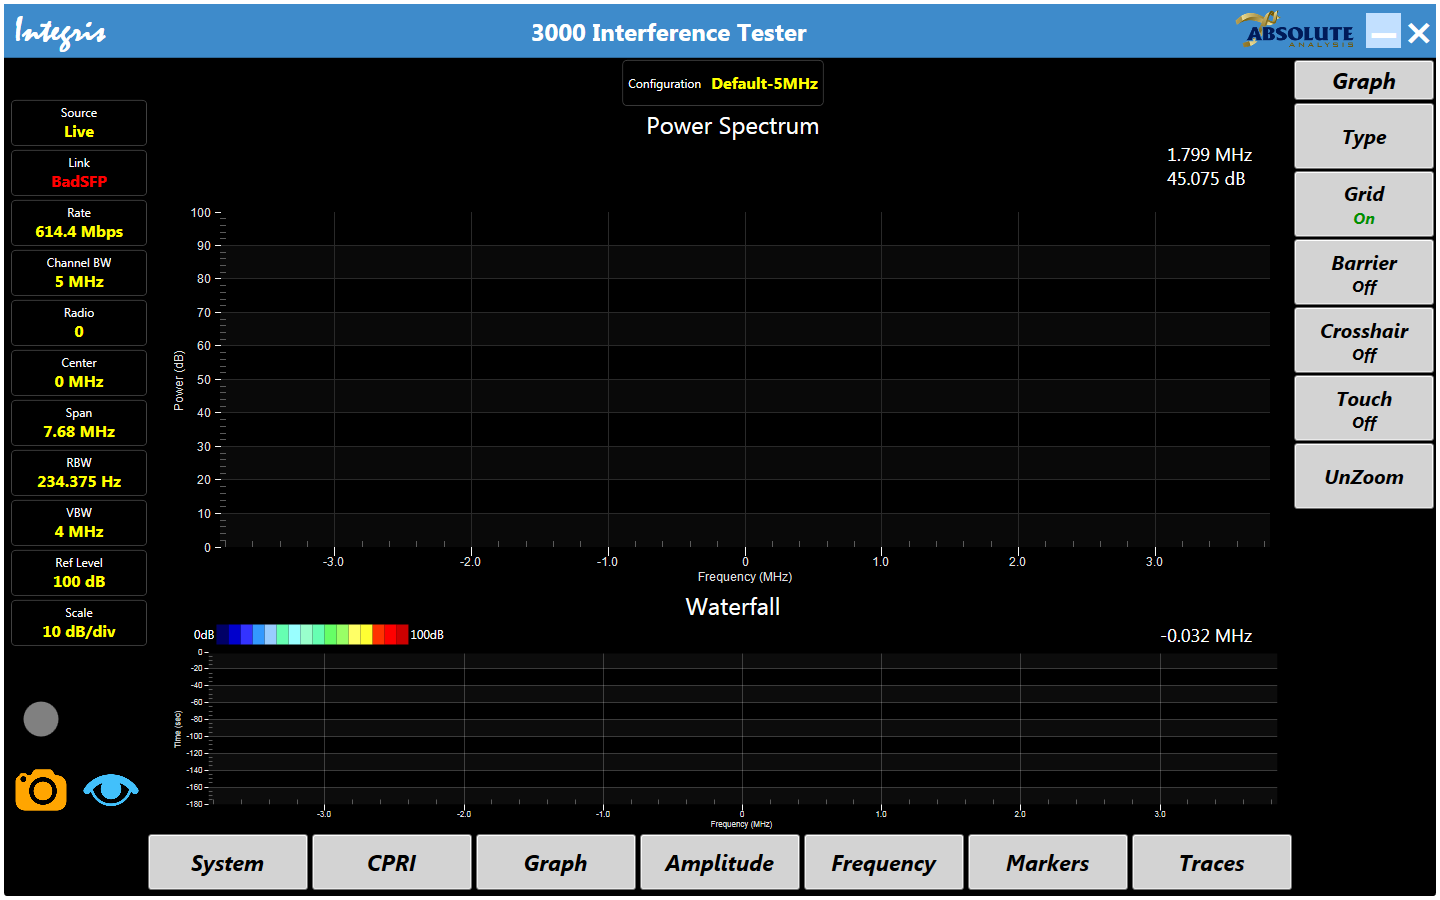 Integris
3000 Interference Tester
ABSOLUTE
ANALYSIS
Configuration Default-5MHz
Source
Live
Link
BadSFP
Rate
614.4 Mbps
Channel BW
5 MHz
Radio
0
Center
0 MHz
Span
7.68 MHz
RBW
234.375 Hz
VBW
4 MHz
Ref Level
100 dB
Scale
10 dB/div
Power Spectrum
1.799 MHz
45.075 dB
100
90
80
70
60
50
40
30
20
10
0
Power (dB)
-3.0 -2.0 -1.0 0 1.0 2.0 3.0
Frequency (MHz)
Waterfall
0dB 100dB
-0.032 MHz
0
-20
-40
-60
-80
-100
-120
-140
-160
-180
Time (sec)
-3.0 -2.0 -1.0 0 1.0 2.0 3.0
Frequency (MHz)
Graph
Type
Grid
On
Barrier
Off
Crosshair
Off
Touch
Off
UnZoom
System CPRI Graph Amplitude Frequency Markers Traces